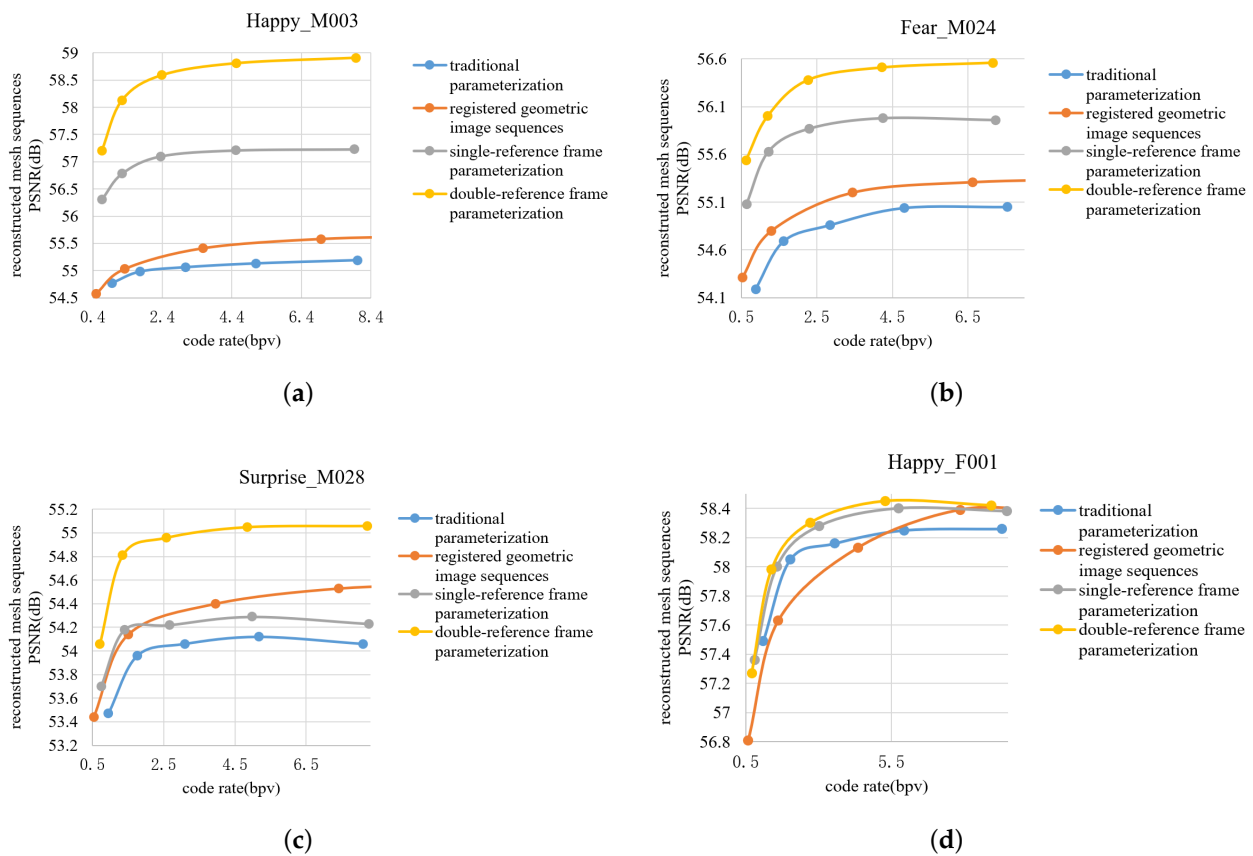 Happy_M003
reconstructed mesh sequences
PSNR(dB)
59
58.5
58
57.5
57
56.5
56
55.5
55
54.5
0.4 2.4 4.4 6.4 8.4
code rate(bpv)
traditional
parameterization
registered geometric
image sequences
single-reference frame
parameterization
double-reference frame
parameterization
(a)
Fear_M024
reconstruted mesh sequences
PSNR(dB)
56.6
56.1
55.6
55.1
54.6
54.1
0.5 2.5 4.5 6.5
code rate(bpv)
traditional
parameterization
registered geometric
image sequences
single-reference frame
parameterization
double-reference frame
parameterization
(b)
Surprise_M028
reconstructed mesh sequences
PSNR(dB)
55.2
55
54.8
54.6
54.4
54.2
54
53.8
53.6
53.4
53.2
0.5 2.5 4.5 6.5
code rate(bpv)
traditional
parameterization
registered geometric
image sequences
single-reference frame
parameterization
double-reference frame
parameterization
(c)
Happy_F001
reconstructed mesh sequences
PSNR(dB)
58.4
58.2
58
57.8
57.6
57.4
57.2
57
56.8
0.5 5.5
code rate(bpv)
traditional
parameterization
registered geometric
image sequences
single-reference frame
parameterization
double-reference frame
parameterization
(d)